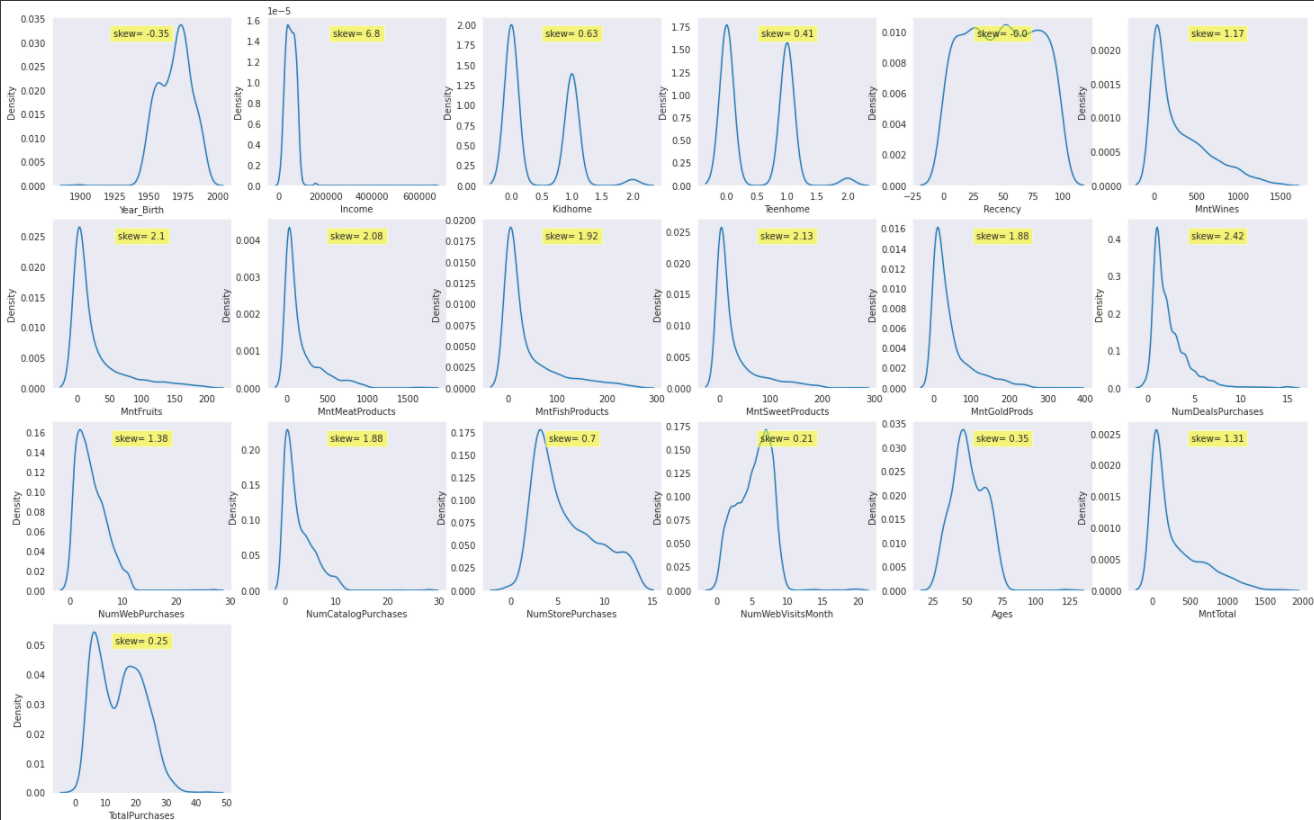 skew= -0.35
0.035
0.030
0.025
0.020
0.015
0.010
0.005
0.000
Density
1900 1925 1950 1975 2000
Year_Birth
1e−5
skew= 6.8
1.6
1.4
1.2
1.0
0.8
0.6
0.4
0.2
0.0
Density
0 200000 400000 600000
Income
skew= 0.63
2.00
1.75
1.50
1.25
1.00
0.75
0.50
0.25
0.00
Density
0.0 0.5 1.0 1.5 2.0
Kidhome
skew= 0.41
1.75
1.50
1.25
1.00
0.75
0.50
0.25
0.00
Density
0.0 0.5 1.0 1.5 2.0
Teenhome
skew= -0.0
0.010
0.008
0.006
0.004
0.002
0.000
Density
−25 0 25 50 75 100
Recency
skew= 1.17
0.0020
0.0015
0.0010
0.0005
0.0000
Density
0 500 1000 1500
MntWines
skew= 2.1
0.025
0.020
0.015
0.010
0.005
0.000
Density
0 50 100 150 200
MntFruits
skew= 2.08
0.004
0.003
0.002
0.001
0.000
Density
0 500 1000 1500
MntMeatProducts
skew= 1.92
0.0200
0.0175
0.0150
0.0125
0.0100
0.0075
0.0050
0.0025
0.0000
Density
0 100 200 300
MntFishProducts
skew= 2.13
0.025
0.020
0.015
0.010
0.005
0.000
Density
0 100 200 300
MntSweetProducts
skew= 1.88
0.016
0.014
0.012
0.010
0.008
0.006
0.004
0.002
0.000
Density
0 100 200 300 400
MntGoldProds
skew= 2.42
0.4
0.3
0.2
0.1
0.0
Density
0 5 10 15
NumDealsPurchases
skew= 1.38
0.16
0.14
0.12
0.10
0.08
0.06
0.04
0.02
0.00
Density
0 10 20 30
NumWebPurchases
skew= 1.88
0.20
0.15
0.10
0.05
0.00
Density
0 10 20 30
NumCatalogPurchases
skew= 0.7
0.175
0.150
0.125
0.100
0.075
0.050
0.025
0.000
Density
0 5 10 15
NumStorePurchases
skew= 0.21
0.175
0.150
0.125
0.100
0.075
0.050
0.025
0.000
Density
0 5 10 15 20
NumWebVisitsMonth
skew= 0.35
0.035
0.030
0.025
0.020
0.015
0.010
0.005
0.000
Density
25 50 75 100 125
Ages
skew= 1.31
0.0025
0.0020
0.0015
0.0010
0.0005
0.0000
Density
0 500 1000 1500 2000
MntTotal
skew= 0.25
0.05
0.04
0.03
0.02
0.01
0.00
Density
0 10 20 30 40 50
TotalPurchases